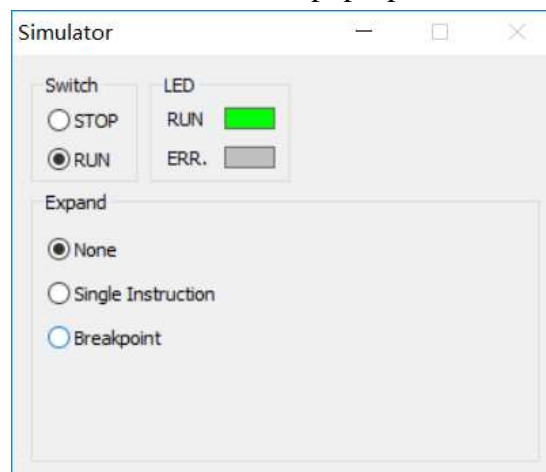 Simulator
Switch
LED
STOP
RUN
RUN
ERR.
Expand
None
Single Instruction
Breakpoint